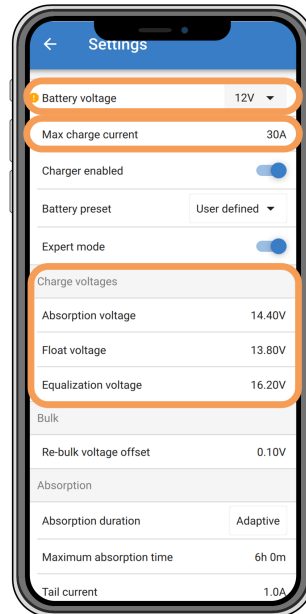 Settings
Battery voltage 12V
Max charge current 30A
Charger enabled
Battery preset User defined
Expert mode
Charge voltages
Absorption voltage 14.40V
Float voltage 13.80V
Equalization voltage 16.20V
Bulk
Re-bulk voltage offset 0.10V
Absorption
Absorption duration Adaptive
Maximum absorption time 6h 0m
Tail current 1.0A